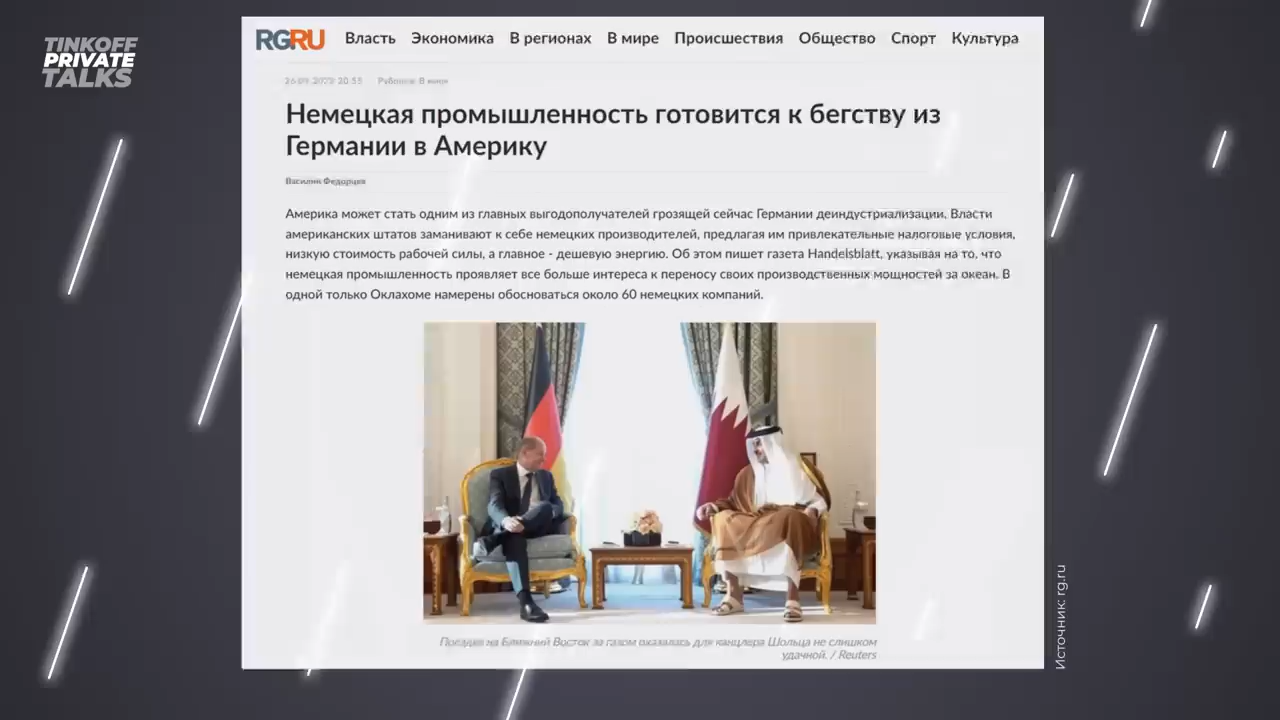 TINKOFF
PRIVATE
TALKS
RGRU Власть Экономика В регионах В мире Происшествия Общество Спорт Культура
Рубрика: В мире
Немецкая промышленность готовится к бегству из
Германии в Америку
Василий Федорцев
Америка может стать одним из главных выгодополучателей грозящей сейчас Германии деиндустриализации. Власти
американских штатов заманивают к себе немецких производителей, предлагая им привлекательные налоговые условия,
низкую стоимость рабочей силы, а главное - дешевую энергию. Об этом пишет газета Handelsblatt, указывая на то, что
немецкая промышленность проявляет все больше интереса к переносу своих производственных мощностей за океан. В
одной только Оклахоме намерены обосноваться около 60 немецких компаний.
Поездка на Ближний Восток за газом оказалась для канцлера Шольца не слишком
удачной. / Reuters
Источник: rg.ru